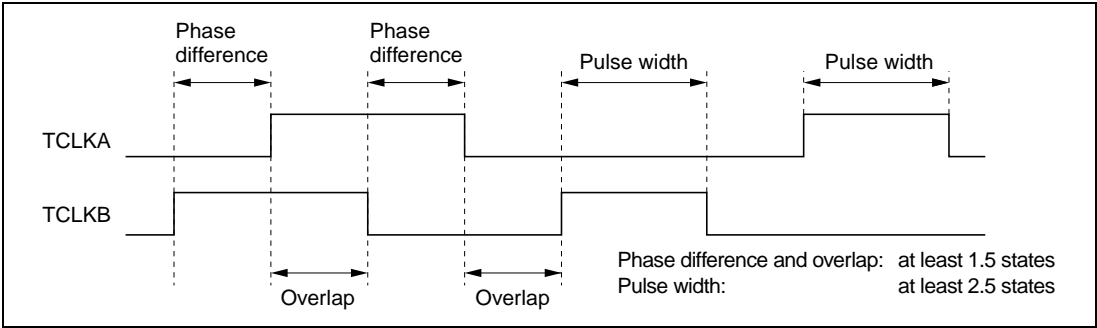 Phase
difference
Phase
difference
Pulse width
Pulse width
TCLKA
TCLKB
Overlap
Overlap
Phase difference and overlap: at least 1.5 states
Pulse width: at least 2.5 states